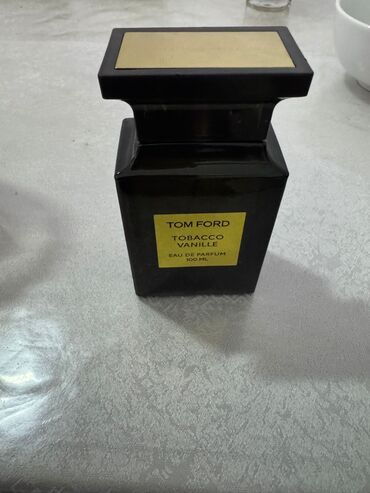 TOM FORD
TOBACCO
VANILLE
EAU DE PARFUM
100 ML